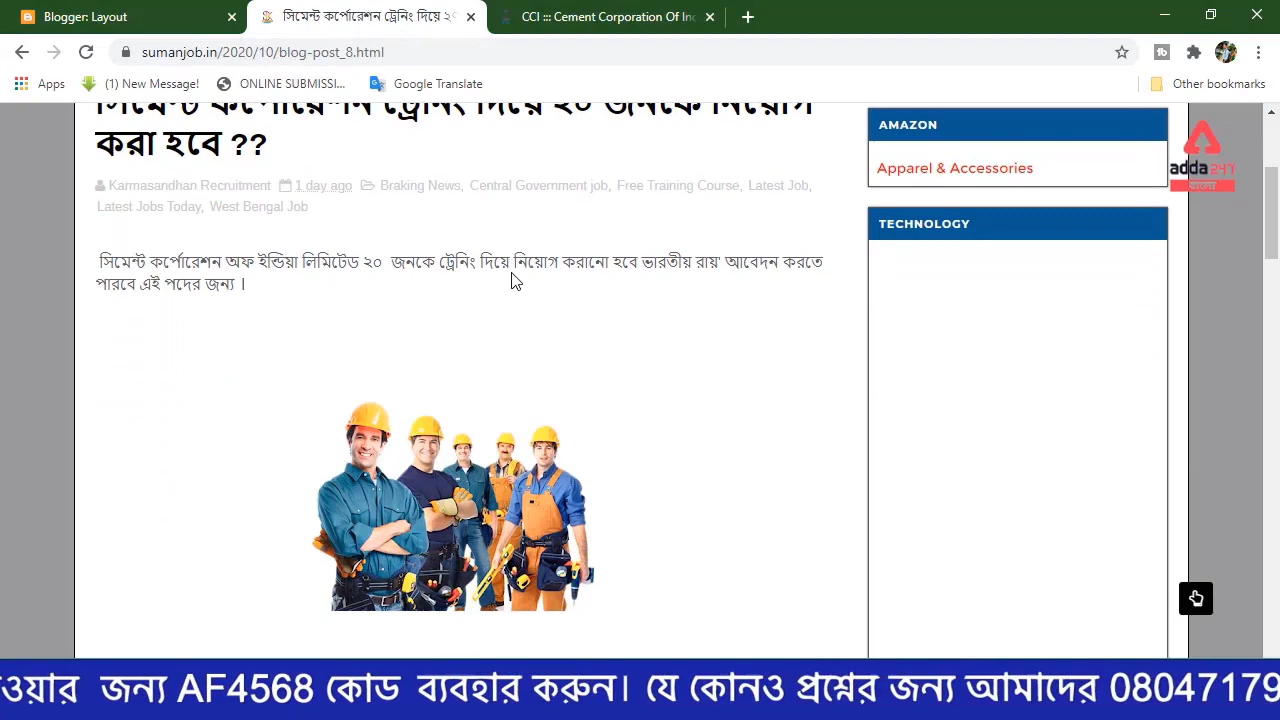 Blogger: Layout
সিমেন্ট কর্পোরেশন ট্রেনিং দিয়ে
CCI ::: Cement Corporation Of In
sumanjob.in/2020/10/blog-post_8.html
Apps
(1) New Message!
ONLINE SUBMISSI...
Google Translate
Other bookmarks
সিমেন্ট কর্পোরেশন ট্রেনিং দিয়ে ২০ জনকে নিয়োগ
করা হবে ??
Karmasandhan Recruitment 1 day ago Braking News, Central Government job, Free Training Course, Latest Job,
Latest Jobs Today, West Bengal Job
সিমেন্ট কর্পোরেশন অফ ইন্ডিয়া লিমিটেড ২০ জনকে ট্রেনিং দিয়ে নিয়োগ করানো হবে ভারতীয় রায়' আবেদন করতে
পারবে এই পদের জন্য ।
AMAZON
Apparel & Accessories
adda 247
বাংলা
TECHNOLOGY
ওয়ার জন্য AF4568 কোড ব্যবহার করুন। যে কোনও প্রশ্নের জন্য আমাদের 08047179